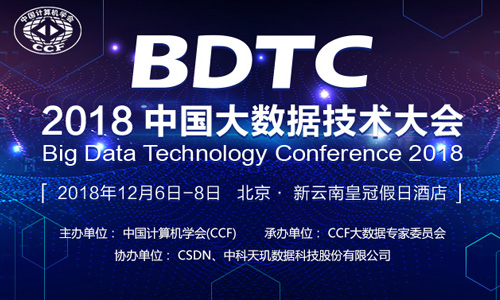 中国计算机学会
CCF
BDTC
2018 中国大数据技术大会
Big Data Technology Conference 2018
「 2018年12月6日-8日 北京 · 新云南皇冠假日酒店 」
主办单位： 中国计算机学会(CCF) 承办单位： CCF大数据专家委员会
协办单位： CSDN、中科天玑数据科技股份有限公司